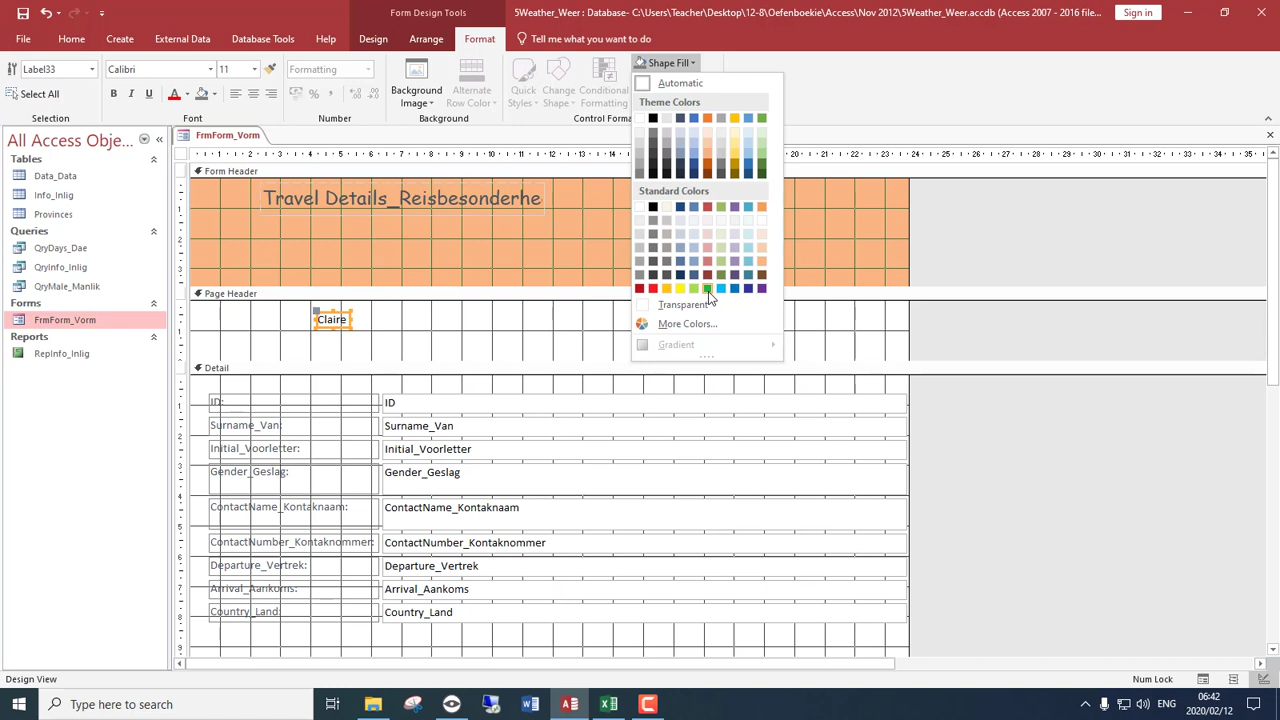 Form Design Tools
5Weather_Weer : Database- C:\Users\Teacher\Desktop\12-8\Oefenboekie\Access\Nov 2012\5Weather_Weer.accdb (Access 2007 - 2016 file...
Sign in
File Home Create External Data Database Tools Help Design Arrange Format Tell me what you want to do
Label33
Select All
Selection
Calibri 11
B I U A
Font
Formatting
$ % ,
Number
Background Image
Alternate Row Color
Background
Quick Styles
Change Shape
Conditional Formatting
Control Forma
Shape Fill
Automatic
Theme Colors
Standard Colors
Transparent
More Colors...
Gradient
All Access Obje...
Tables
Data_Data
Info_Inlig
Provinces
Queries
QryDays_Dae
QryInfo_Inlig
QryMale_Manlik
Forms
FrmForm_Vorm
Reports
RepInfo_Inlig
FrmForm_Vorm
Form Header
Travel Details_Reisbesonderhe
Page Header
Claire
Detail
ID: ID
Surname_Van: Surname_Van
Initial_Voorletter: Initial_Voorletter
Gender_Geslag: Gender_Geslag
ContactName_Kontaknaam: ContactName_Kontaknaam
ContactNumber_Kontaknommer: ContactNumber_Kontaknommer
Departure_Vertrek: Departure_Vertrek
Arrival_Aankoms: Arrival_Aankoms
Country_Land: Country_Land
Design View
Num Lock
Type here to search
ENG
06:42
2020/02/12